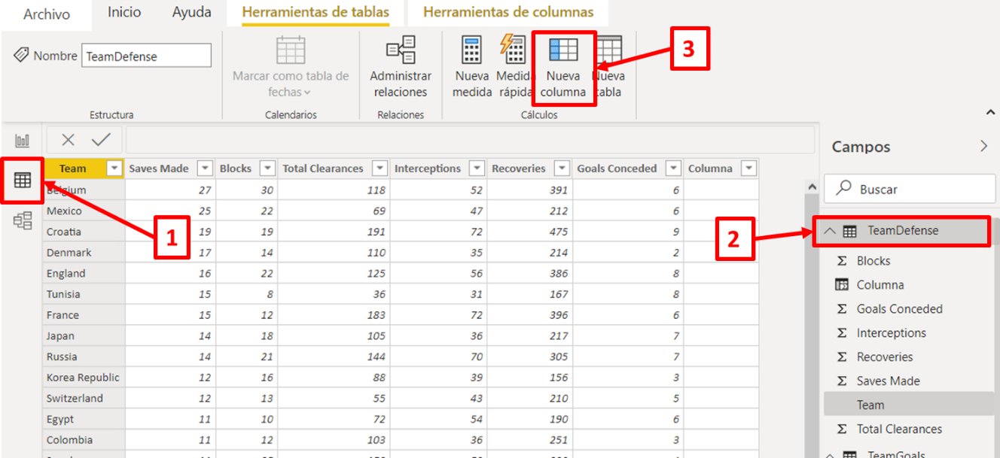 Archivo Inicio Ayuda Herramientas de tablas Herramientas de columnas
Nombre TeamDefense
Marcar como tabla de
fechas
Administrar
relaciones
Nueva
medida
Medida
rápida
Nueva
columna
Nueva
tabla
3
Estructura Calendarios Relaciones Cálculos
Team Saves Made Blocks Total Clearances Interceptions Recoveries Goals Conceded Columna
Belgium 27 30 118 52 391 6
Mexico 25 22 69 47 212 6
Croatia 19 19 191 72 475 9
Denmark 17 14 110 35 214 2
England 16 22 125 56 386 8
Tunisia 15 8 36 31 167 8
France 15 12 183 72 396 6
Japan 14 18 105 36 217 7
Russia 14 21 144 70 305 7
Korea Republic 12 16 88 39 156 3
Switzerland 12 13 55 43 210 5
Egypt 11 10 72 54 190 6
Colombia 11 12 103 36 251 3
1
2
Campos
Buscar
TeamDefense
Blocks
Columna
Goals Conceded
Interceptions
Recoveries
Saves Made
Team
Total Clearances
TeamGoals